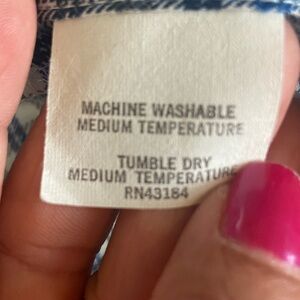 MACHINE WASHABLE
MEDIUM TEMPERATURE
TUMBLE DRY
MEDIUM TEMPERATURE
RN43184